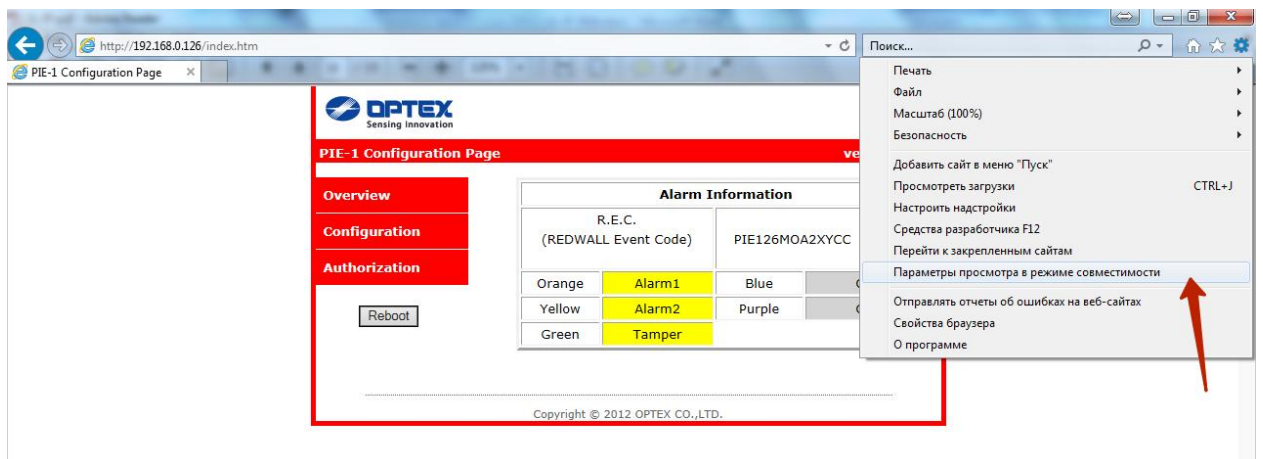 http://192.168.0.126/index.htm
Поиск...
PIE-1 Configuration Page
OPTEX
Sensing Innovation
PIE-1 Configuration Page
Overview
Configuration
Authorization
Reboot
Alarm Information
R.E.C.
(REDWALL Event Code)
PIE126MOA2XYCC
Orange Alarm1 Blue
Yellow Alarm2 Purple
Green Tamper
Copyright © 2012 OPTEX CO.,LTD.
Печать
Файл
Масштаб (100%)
Безопасность
Добавить сайт в меню "Пуск"
Просмотреть загрузки CTRL+J
Настроить надстройки
Средства разработчика F12
Перейти к закрепленным сайтам
Параметры просмотра в режиме совместимости
Отправлять отчеты об ошибках на веб-сайтах
Свойства браузера
О программе